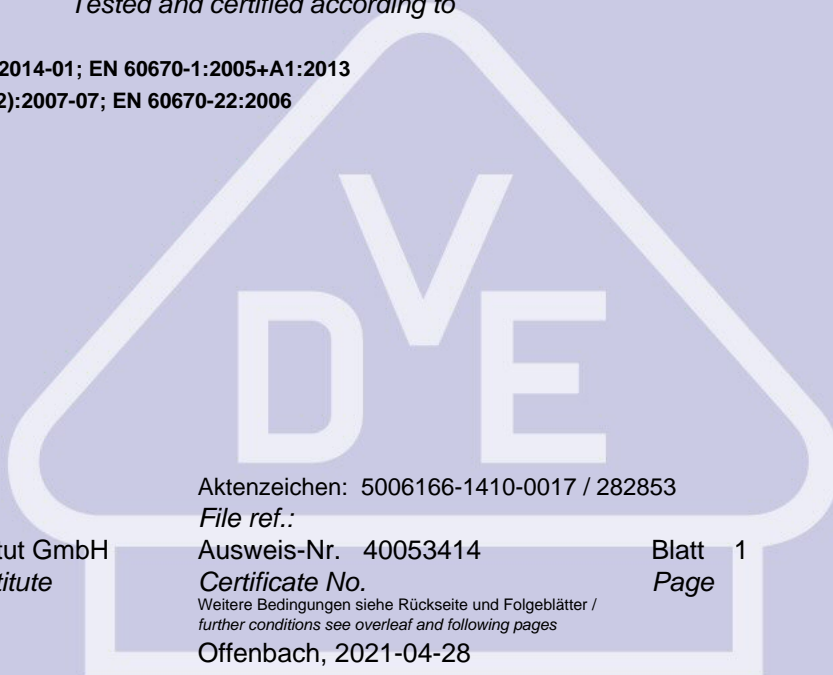 Tested and certified according to
2014-01; EN 60670-1:2005+A1:2013
2):2007-07; EN 60670-22:2006
VDE
Aktenzeichen: 5006166-1410-0017 / 282853
File ref.:
tut GmbH Ausweis-Nr. 40053414 Blatt 1
titute Certificate No. Page
Weitere Bedingungen siehe Rückseite und Folgeblätter /
further conditions see overleaf and following pages
Offenbach, 2021-04-28